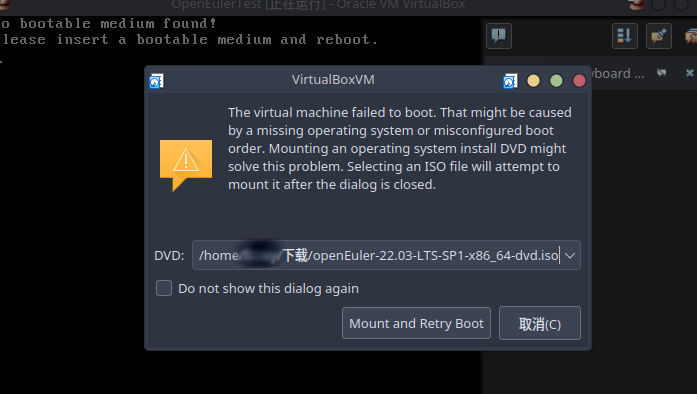 OpenEulerTest [正在运行] - Oracle VM VirtualBox
o bootable medium found!
lease insert a bootable medium and reboot.
yboard ...
VirtualBoxVM
The virtual machine failed to boot. That might be caused
by a missing operating system or misconfigured boot
order. Mounting an operating system install DVD might
solve this problem. Selecting an ISO file will attempt to
mount it after the dialog is closed.
DVD: /home/ /下载/openEuler-22.03-LTS-SP1-x86_64-dvd.iso
Do not show this dialog again
Mount and Retry Boot 取消(C)